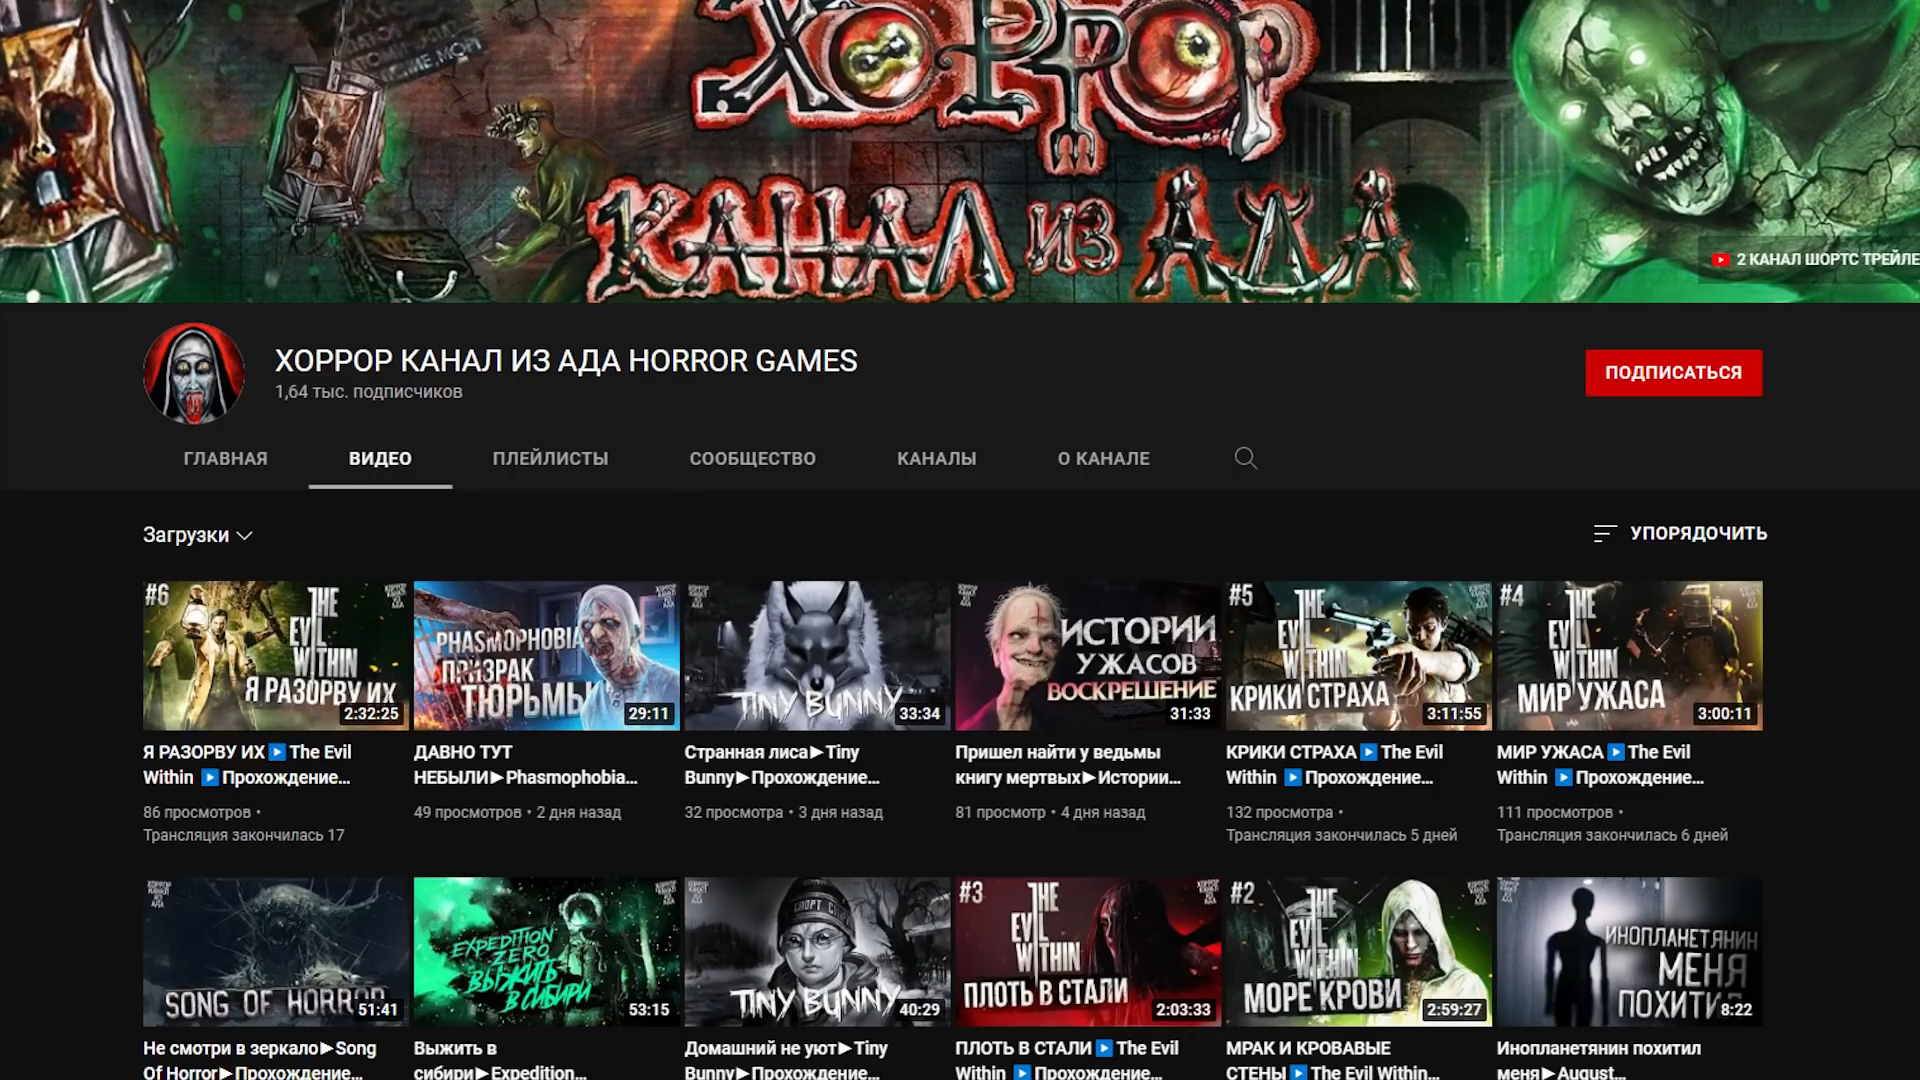 ХОРРОР
КАНАЛ ИЗ АДА
2 КАНАЛ ШОРТС ТРЕЙЛЕ
ХОРРОР КАНАЛ ИЗ АДА HORROR GAMES
1,64 тыс. подписчиков
ПОДПИСАТЬСЯ
ГЛАВНАЯ
ВИДЕО
ПЛЕЙЛИСТЫ
СООБЩЕСТВО
КАНАЛЫ
О КАНАЛЕ
Загрузки
УПОРЯДОЧИТЬ
#6
THE
EVIL
WITHIN
Я РАЗОРВУ ИХ
2:32:25
PHASMOPHOBIA
ПРИЗРАК
ТЮРЬМЫ
29:11
TINY BUNNY
33:34
ИСТОРИИ
УЖАСОВ
ВОСКРЕШЕНИЕ
31:33
#5
THE
EVIL
WITHIN
КРИКИ СТРАХА
3:11:55
#4
THE
EVIL
WITHIN
МИР УЖАСА
3:00:11
Я РАЗОРВУ ИХ▶The Evil
Within ▶Прохождение...
86 просмотров •
Трансляция закончилась 17
ДАВНО ТУТ
НЕБЫЛИ▶Phasmophobia...
49 просмотров • 2 дня назад
Странная лиса▶Tiny
Bunny▶Прохождение...
32 просмотра • 3 дня назад
Пришел найти у ведьмы
книгу мертвых▶Истории...
81 просмотр • 4 дня назад
КРИКИ СТРАХА▶The Evil
Within ▶Прохождение...
132 просмотра •
Трансляция закончилась 5 дней
МИР УЖАСА▶The Evil
Within ▶Прохождение...
111 просмотров •
Трансляция закончилась 6 дней
SONG OF HORROR
51:41
EXPEDITION
ZERO
ВЫЖИТЬ
В СИБИРИ
53:15
СПОРТ
TINY BUNNY
40:29
#3
THE
EVIL
WITHIN
ПЛОТЬ В СТАЛИ
2:03:33
#2
THE
EVIL
WITHIN
МОРЕ КРОВИ
2:59:27
ИНОПЛАНЕТЯНИН
МЕНЯ
ПОХИТИЛ
8:22
Не смотри в зеркало▶Song
Of Horror▶Прохождение...
Выжить в
сибири▶Expedition...
Домашний не уют▶Tiny
Bunny▶Прохождение...
ПЛОТЬ В СТАЛИ▶The Evil
Within ▶Прохождение...
МРАК И КРОВАВЫЕ
СТЕНЫ▶The Evil Within...
Инопланетянин похитил
меня▶August...